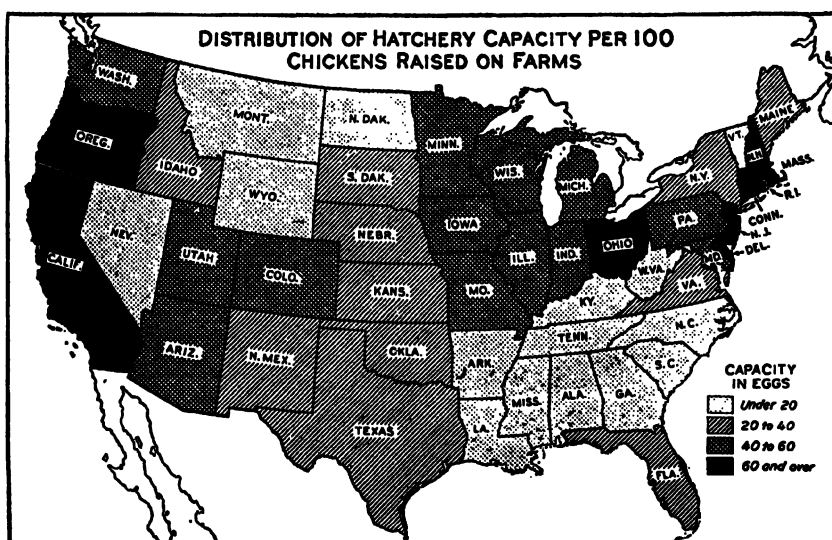 DISTRIBUTION OF HATCHERY CAPACITY PER 100
CHICKENS RAISED ON FARMS
WASH.
MONT.
N. DAK.
MINN.
MAINE
VT.
N.H.
MASS.
OREG.
IDAHO
S. DAK.
WIS.
MICH.
N.Y.
R.I.
CONN.
WYO.
IOWA
PA.
N. J.
DEL.
NEV.
NEBR.
OHIO
CALIF.
UTAH
COLO.
ILL.
IND.
W.VA.
MD.
VA.
KANS.
MO.
KY.
N.C.
TENN.
ARIZ.
N. MEX.
OKLA.
ARK.
S.C.
MISS.
ALA.
GA.
TEXAS
LA.
FLA.
CAPACITY
IN EGGS
Under 20
20 to 40
40 to 60
60 and over